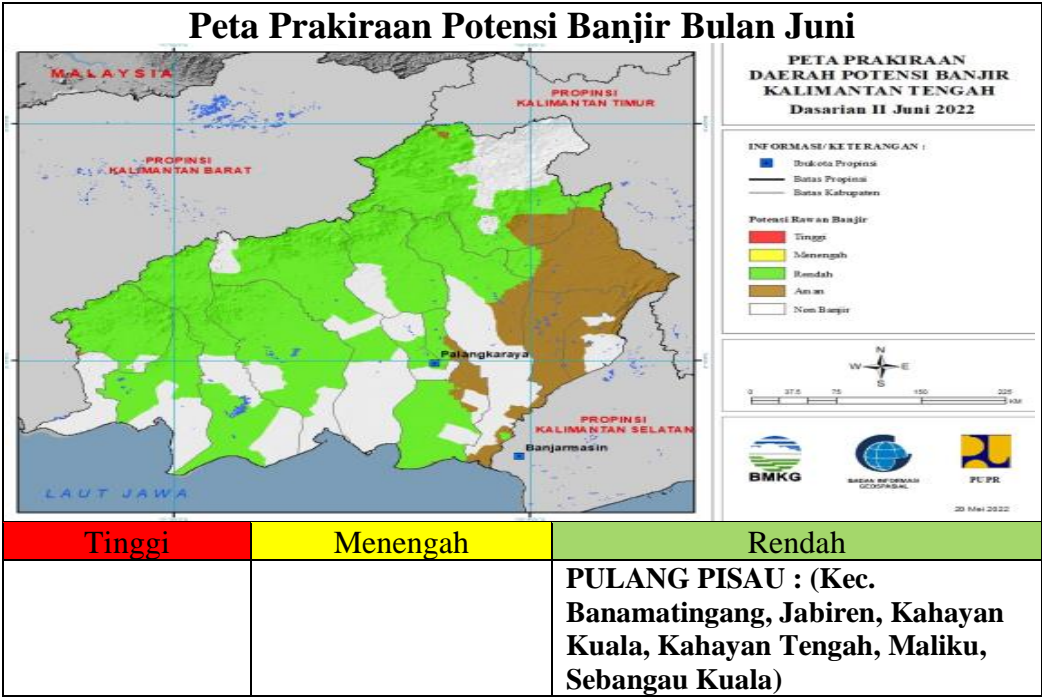 Peta Prakiraan Potensi Banjir Bulan Juni
MALAYSIA
PROPINSI
KALIMANTAN TIMUR
PROPINSI
KALIMANTAN BARAT
Palangkaraya
PROPINSI
KALIMANTAN SELATAN
Banjarmasin
LAUT JAWA
PETA PRAKIRAAN
DAERAH POTENSI BANJIR
KALIMANTAN TENGAH
Dasarian II Juni 2022
INFORMASI/KETERANGAN :
Ibukota Propinsi
Batas Propinsi
Batas Kabupaten
Potensi Rawan Banjir
Tinggi
Menengah
Rendah
Aman
Non Banjir
N
W E
S
0 37.5 75 150 225
KM
BMKG
BADAN INFORMASI
GEOSPASIAL
PUPR
20 Mei 2022
Tinggi Menengah Rendah
PULANG PISAU : (Kec.
Banamatingang, Jabiren, Kahayan
Kuala, Kahayan Tengah, Maliku,
Sebangau Kuala)